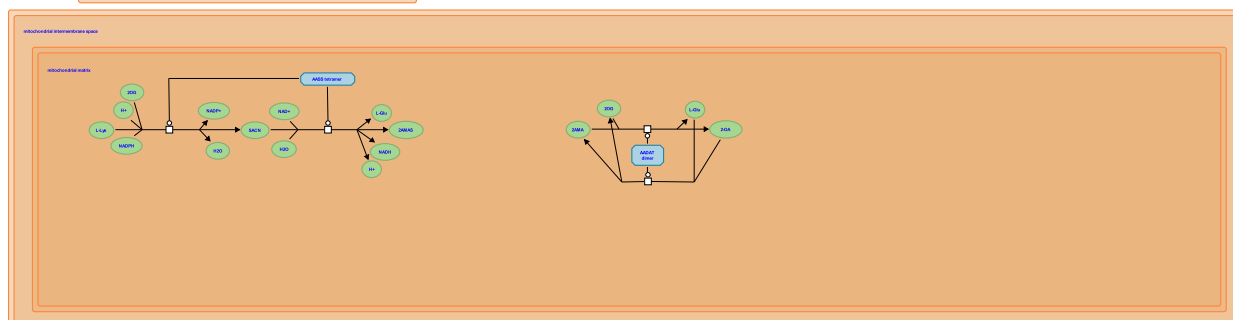 mitochondrial intermembrane space
mitochondrial matrix
AASS tetramer
2OG
H+
L-Lys
NADPH
NADP+
H2O
SACN
NAD+
H2O
L-Glu
2AMAS
NADH
H+
2OG
L-Glu
2AMA
2-OA
AADAT
dimer